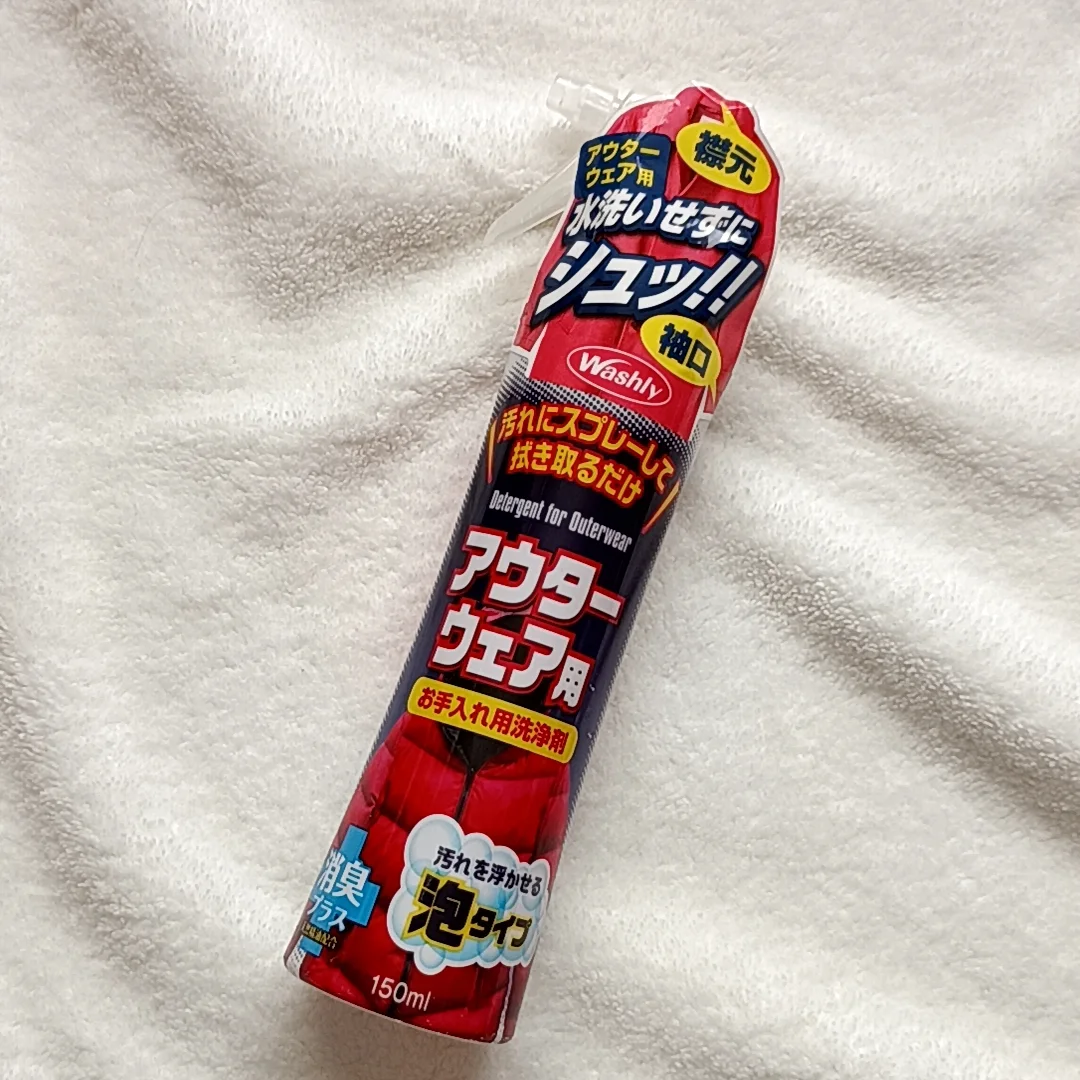 襟元
アウター
ウェア用
水洗いせずに
シュッ!!
袖口
Washly
汚れにスプレーして
拭き取るだけ
Detergent for Outerwear
アウター
ウェア用
お手入れ用洗浄剤
汚れを浮かせる
泡タイプ
消臭
プラス
150ml